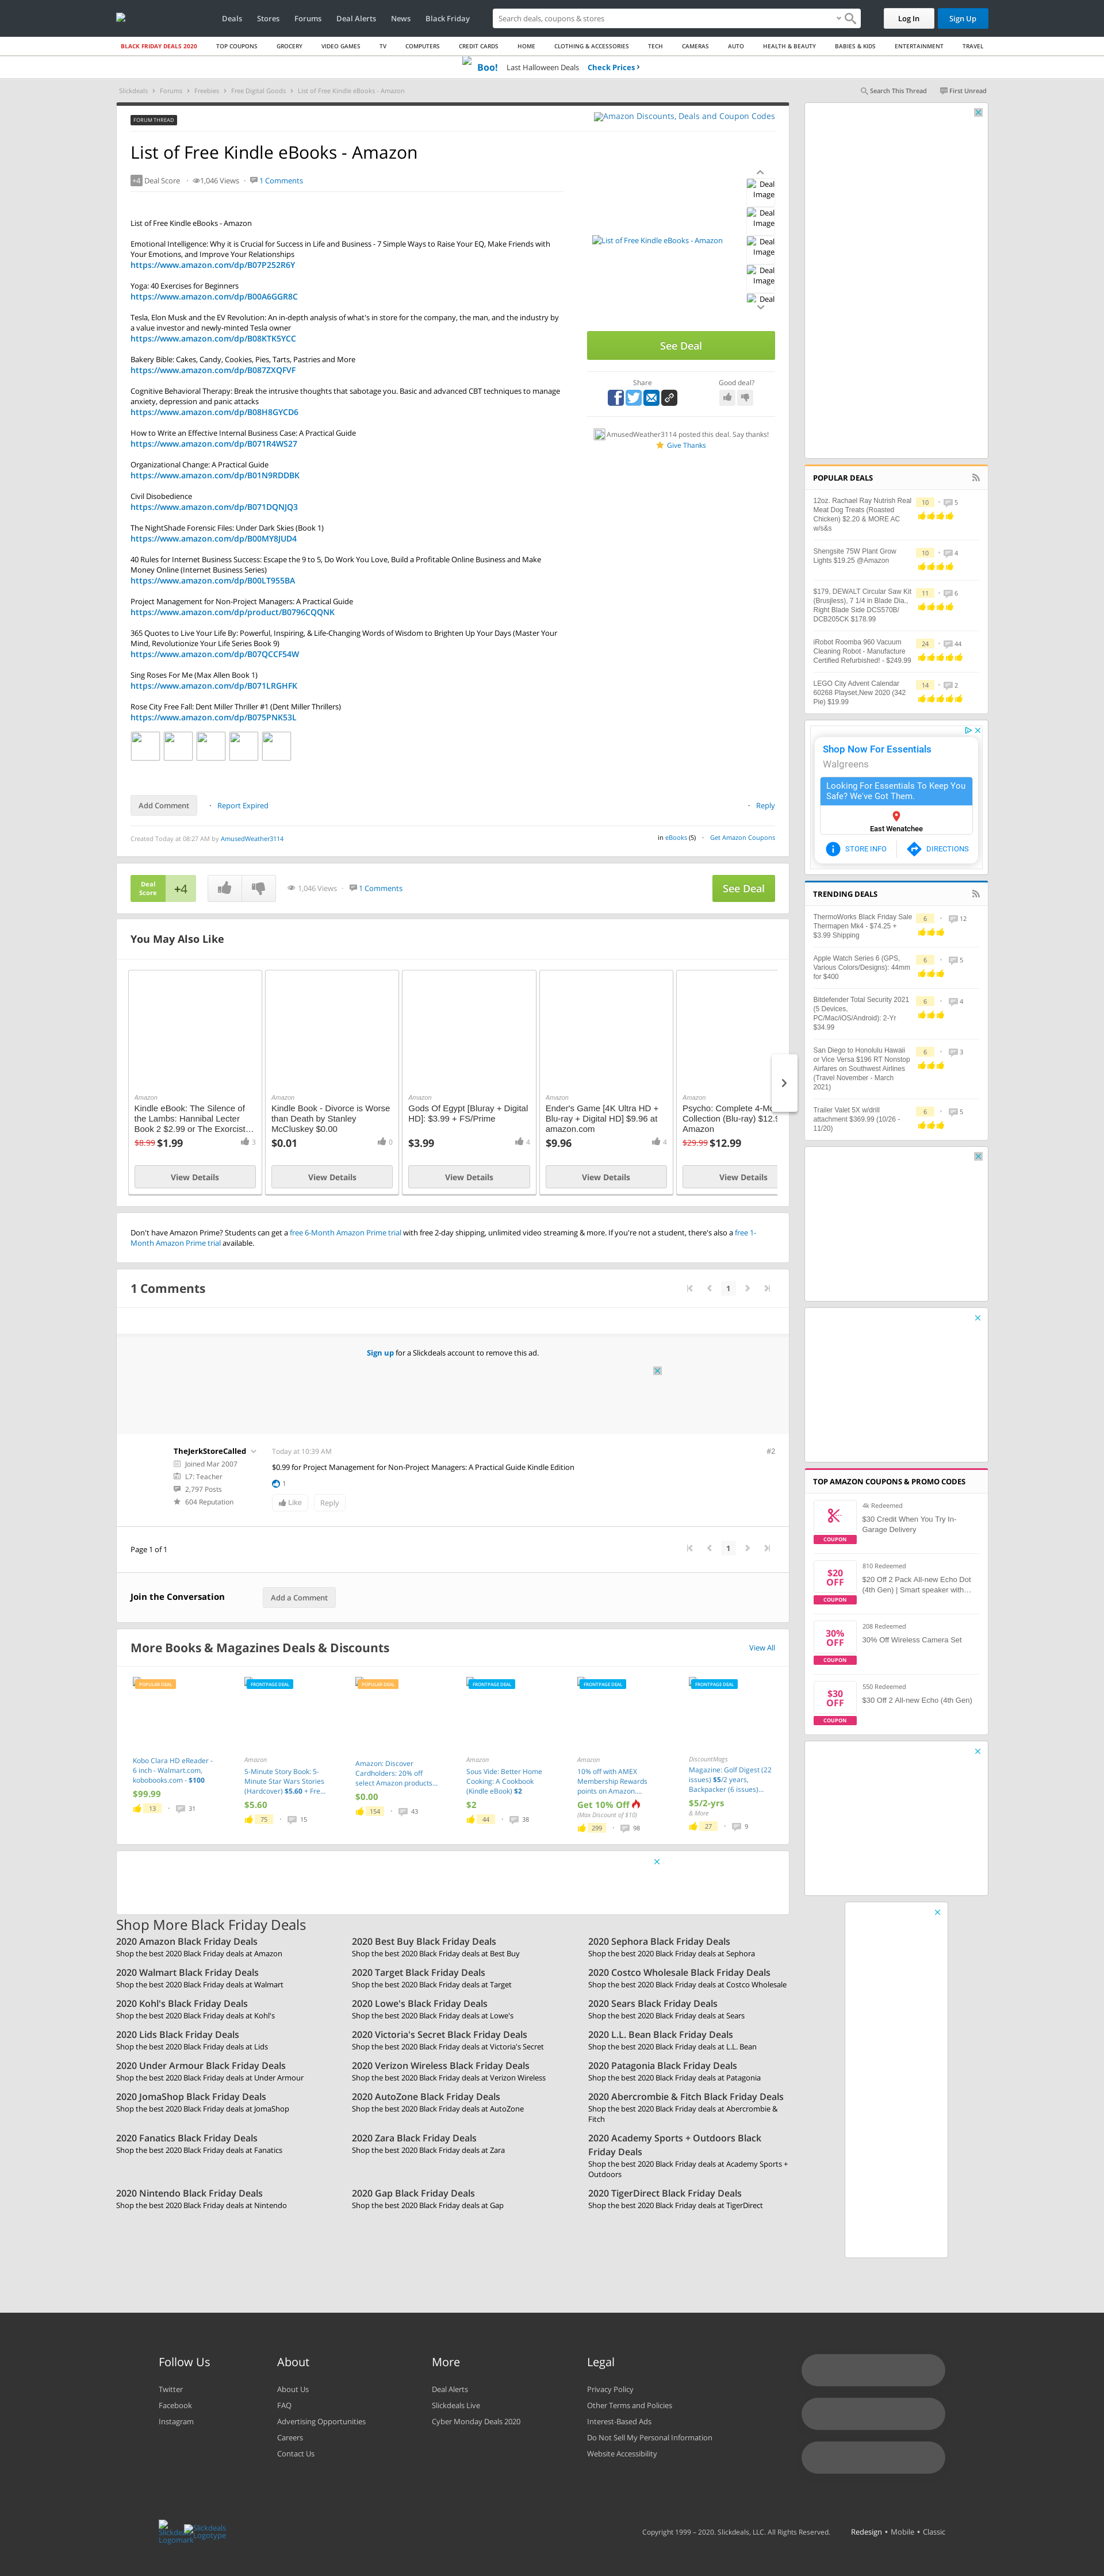 Deals Stores Forums Deal Alerts News Black Friday Search deals, coupons & stores Log In Sign Up
BLACK FRIDAY DEALS 2020 TOP COUPONS GROCERY VIDEO GAMES TV COMPUTERS CREDIT CARDS HOME CLOTHING & ACCESSORIES TECH CAMERAS AUTO HEALTH & BEAUTY BABIES & KIDS ENTERTAINMENT TRAVEL
Boo! Last Halloween Deals Check Prices
Slickdeals Forums Freebies Free Digital Goods List of Free Kindle eBooks - Amazon
Search This Thread First Unread
FORUM THREAD
Amazon Discounts, Deals and Coupon Codes
List of Free Kindle eBooks - Amazon
+4 Deal Score 1,046 Views 1 Comments
List of Free Kindle eBooks - Amazon
Emotional Intelligence: Why it is Crucial for Success in Life and Business - 7 Simple Ways to Raise Your EQ, Make Friends with
Your Emotions, and Improve Your Relationships
https://www.amazon.com/dp/B07P252R6Y
Yoga: 40 Exercises for Beginners
https://www.amazon.com/dp/B00A6GGR8C
Tesla, Elon Musk and the EV Revolution: An in-depth analysis of what's in store for the company, the man, and the industry by
a value investor and newly-minted Tesla owner
https://www.amazon.com/dp/B08KTK5YCC
Bakery Bible: Cakes, Candy, Cookies, Pies, Tarts, Pastries and More
https://www.amazon.com/dp/B087ZXQFVF
Cognitive Behavioral Therapy: Break the intrusive thoughts that sabotage you. Basic and advanced CBT techniques to manage
anxiety, depression and panic attacks
https://www.amazon.com/dp/B08H8GYCD6
How to Write an Effective Internal Business Case: A Practical Guide
https://www.amazon.com/dp/B071R4WS27
Organizational Change: A Practical Guide
https://www.amazon.com/dp/B01N9RDDBK
Civil Disobedience
https://www.amazon.com/dp/B071DQNJQ3
The NightShade Forensic Files: Under Dark Skies (Book 1)
https://www.amazon.com/dp/B00MY8JUD4
40 Rules for Internet Business Success: Escape the 9 to 5, Do Work You Love, Build a Profitable Online Business and Make
Money Online (Internet Business Series)
https://www.amazon.com/dp/B00LT955BA
Project Management for Non-Project Managers: A Practical Guide
https://www.amazon.com/dp/product/B0796CQQNK
365 Quotes to Live Your Life By: Powerful, Inspiring, & Life-Changing Words of Wisdom to Brighten Up Your Days (Master Your
Mind, Revolutionize Your Life Series Book 9)
https://www.amazon.com/dp/B07QCCF54W
Sing Roses For Me (Max Allen Book 1)
https://www.amazon.com/dp/B071LRGHFK
Rose City Free Fall: Dent Miller Thriller #1 (Dent Miller Thrillers)
https://www.amazon.com/dp/B075PNK53L
List of Free Kindle eBooks - Amazon
Deal
Image
Deal
Image
Deal
Image
Deal
Image
Deal
See Deal
Share Good deal?
AmusedWeather3114 posted this deal. Say thanks!
Give Thanks
Add Comment Report Expired Reply
Created Today at 08:27 AM by AmusedWeather3114
in eBooks (5) Get Amazon Coupons
Deal
Score
+4
1,046 Views 1 Comments
See Deal
You May Also Like
Amazon
Kindle eBook: The Silence of
the Lambs: Hannibal Lecter
Book 2 $2.99 or The Exorcist…
$8.99 $1.99 3
View Details
Amazon
Kindle Book - Divorce is Worse
than Death by Stanley
McCluskey $0.00
$0.01 0
View Details
Amazon
Gods Of Egypt [Bluray + Digital
HD]: $3.99 + FS/Prime
$3.99 4
View Details
Amazon
Ender's Game [4K Ultra HD +
Blu-ray + Digital HD] $9.96 at
amazon.com
$9.96 4
View Details
Amazon
Psycho: Complete 4-Mo
Collection (Blu-ray) $12.9
Amazon
$29.99 $12.99
View Details
Don't have Amazon Prime? Students can get a free 6-Month Amazon Prime trial with free 2-day shipping, unlimited video streaming & more. If you're not a student, there's also a free 1-
Month Amazon Prime trial available.
1 Comments
1
Sign up for a Slickdeals account to remove this ad.
TheJerkStoreCalled
Joined Mar 2007
L7: Teacher
2,797 Posts
604 Reputation
Today at 10:39 AM #2
$0.99 for Project Management for Non-Project Managers: A Practical Guide Kindle Edition
1
Like Reply
Page 1 of 1
1
Join the Conversation Add a Comment
More Books & Magazines Deals & Discounts View All
POPULAR DEAL
Kobo Clara HD eReader -
6 inch - Walmart.com,
kobobooks.com - $100
$99.99
13 31
FRONTPAGE DEAL
Amazon
5-Minute Story Book: 5-
Minute Star Wars Stories
(Hardcover) $5.60 + Fre...
$5.60
75 15
POPULAR DEAL
Amazon: Discover
Cardholders: 20% off
select Amazon products...
$0.00
154 43
FRONTPAGE DEAL
Amazon
Sous Vide: Better Home
Cooking: A Cookbook
(Kindle eBook) $2
$2
44 38
FRONTPAGE DEAL
Amazon
10% off with AMEX
Membership Rewards
points on Amazon....
Get 10% Off
(Max Discount of $10)
299 98
FRONTPAGE DEAL
DiscountMags
Magazine: Golf Digest (22
issues) $5/2 years,
Backpacker (6 issues)...
$5/2-yrs
& More
27 9
POPULAR DEALS
12oz. Rachael Ray Nutrish Real
Meat Dog Treats (Roasted
Chicken) $2.20 & MORE AC
w/s&s
10 5
Shengsite 75W Plant Grow
Lights $19.25 @Amazon
10 4
$179, DEWALT Circular Saw Kit
(Brusjless), 7 1/4 in Blade Dia.,
Right Blade Side DCS570B/
DCB205CK $178.99
11 6
iRobot Roomba 960 Vacuum
Cleaning Robot - Manufacture
Certified Refurbished! - $249.99
24 44
LEGO City Advent Calendar
60268 Playset,New 2020 (342
Pie) $19.99
14 2
Shop Now For Essentials
Walgreens
Looking For Essentials To Keep You
Safe? We've Got Them.
East Wenatchee
STORE INFO DIRECTIONS
TRENDING DEALS
ThermoWorks Black Friday Sale
Thermapen Mk4 - $74.25 +
$3.99 Shipping
6 12
Apple Watch Series 6 (GPS,
Various Colors/Designs): 44mm
for $400
6 5
Bitdefender Total Security 2021
(5 Devices,
PC/Mac/iOS/Android): 2-Yr
$34.99
6 4
San Diego to Honolulu Hawaii
or Vice Versa $196 RT Nonstop
Airfares on Southwest Airlines
(Travel November - March
2021)
6 3
Trailer Valet 5X w/drill
attachment $369.99 (10/26 -
11/20)
6 5
TOP AMAZON COUPONS & PROMO CODES
COUPON
4k Redeemed
$30 Credit When You Try In-
Garage Delivery
$20
OFF
COUPON
810 Redeemed
$20 Off 2 Pack All-new Echo Dot
(4th Gen) | Smart speaker with…
30%
OFF
COUPON
208 Redeemed
30% Off Wireless Camera Set
$30
OFF
COUPON
550 Redeemed
$30 Off 2 All-new Echo (4th Gen)
Shop More Black Friday Deals
2020 Amazon Black Friday Deals
Shop the best 2020 Black Friday deals at Amazon
2020 Best Buy Black Friday Deals
Shop the best 2020 Black Friday deals at Best Buy
2020 Sephora Black Friday Deals
Shop the best 2020 Black Friday deals at Sephora
2020 Walmart Black Friday Deals
Shop the best 2020 Black Friday deals at Walmart
2020 Target Black Friday Deals
Shop the best 2020 Black Friday deals at Target
2020 Costco Wholesale Black Friday Deals
Shop the best 2020 Black Friday deals at Costco Wholesale
2020 Kohl's Black Friday Deals
Shop the best 2020 Black Friday deals at Kohl's
2020 Lowe's Black Friday Deals
Shop the best 2020 Black Friday deals at Lowe's
2020 Sears Black Friday Deals
Shop the best 2020 Black Friday deals at Sears
2020 Lids Black Friday Deals
Shop the best 2020 Black Friday deals at Lids
2020 Victoria's Secret Black Friday Deals
Shop the best 2020 Black Friday deals at Victoria's Secret
2020 L.L. Bean Black Friday Deals
Shop the best 2020 Black Friday deals at L.L. Bean
2020 Under Armour Black Friday Deals
Shop the best 2020 Black Friday deals at Under Armour
2020 Verizon Wireless Black Friday Deals
Shop the best 2020 Black Friday deals at Verizon Wireless
2020 Patagonia Black Friday Deals
Shop the best 2020 Black Friday deals at Patagonia
2020 JomaShop Black Friday Deals
Shop the best 2020 Black Friday deals at JomaShop
2020 AutoZone Black Friday Deals
Shop the best 2020 Black Friday deals at AutoZone
2020 Abercrombie & Fitch Black Friday Deals
Shop the best 2020 Black Friday deals at Abercrombie &
Fitch
2020 Fanatics Black Friday Deals
Shop the best 2020 Black Friday deals at Fanatics
2020 Zara Black Friday Deals
Shop the best 2020 Black Friday deals at Zara
2020 Academy Sports + Outdoors Black
Friday Deals
Shop the best 2020 Black Friday deals at Academy Sports +
Outdoors
2020 Nintendo Black Friday Deals
Shop the best 2020 Black Friday deals at Nintendo
2020 Gap Black Friday Deals
Shop the best 2020 Black Friday deals at Gap
2020 TigerDirect Black Friday Deals
Shop the best 2020 Black Friday deals at TigerDirect
Follow Us
Twitter
Facebook
Instagram
About
About Us
FAQ
Advertising Opportunities
Careers
Contact Us
More
Deal Alerts
Slickdeals Live
Cyber Monday Deals 2020
Legal
Privacy Policy
Other Terms and Policies
Interest-Based Ads
Do Not Sell My Personal Information
Website Accessibility
Slickdeals
Logomark
Slickdeals
Logotype
Copyright 1999 – 2020. Slickdeals, LLC. All Rights Reserved. Redesign • Mobile • Classic